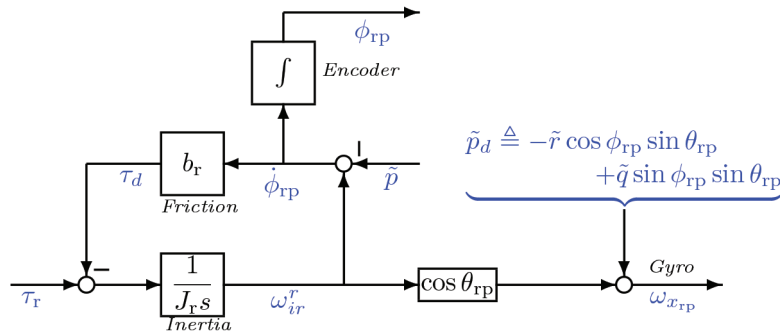 ϕ_rp
∫
Encoder
p̃_d ≜ −r̃ cos ϕ_rp sin θ_rp
+q̃ sin ϕ_rp sin θ_rp
b_r
τ_d
ϕ̇_rp
p̃
Friction
τ_r
1/(J_r s)
ω_ir^r
cos θ_rp
Gyro
ω_x_rp
Inertia